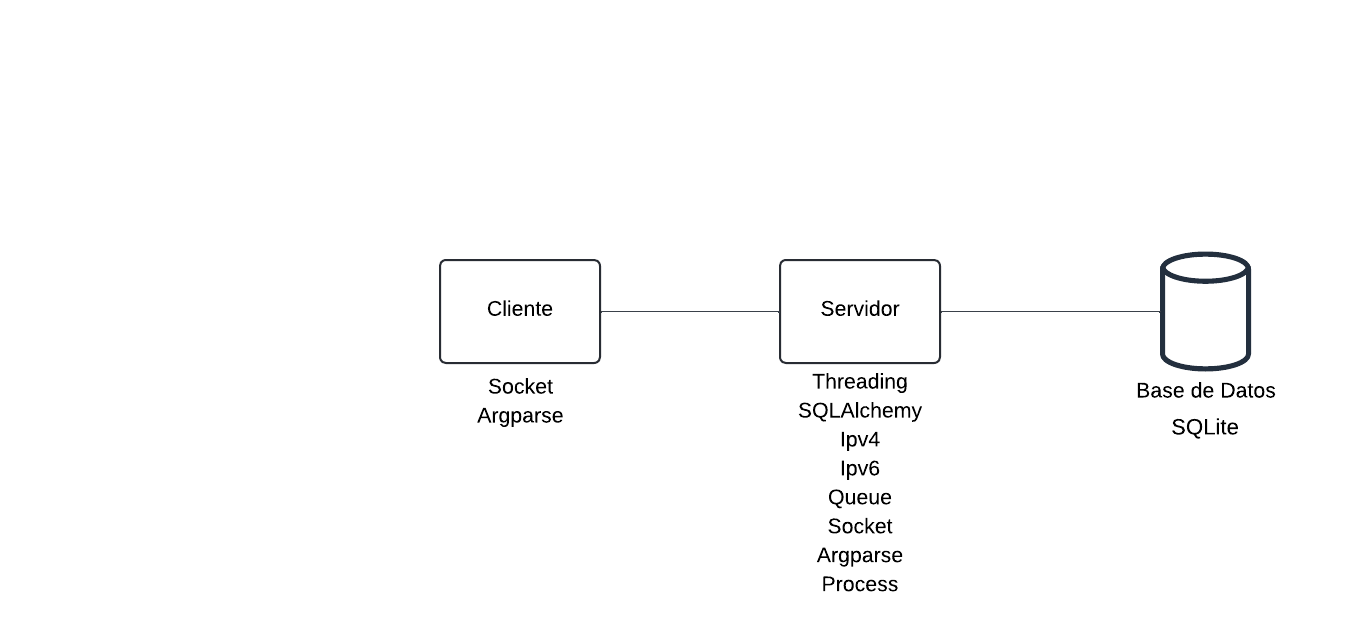 Cliente
Servidor
Socket
Argparse
Threading
SQLAlchemy
Ipv4
Ipv6
Queue
Socket
Argparse
Process
Base de Datos
SQLite